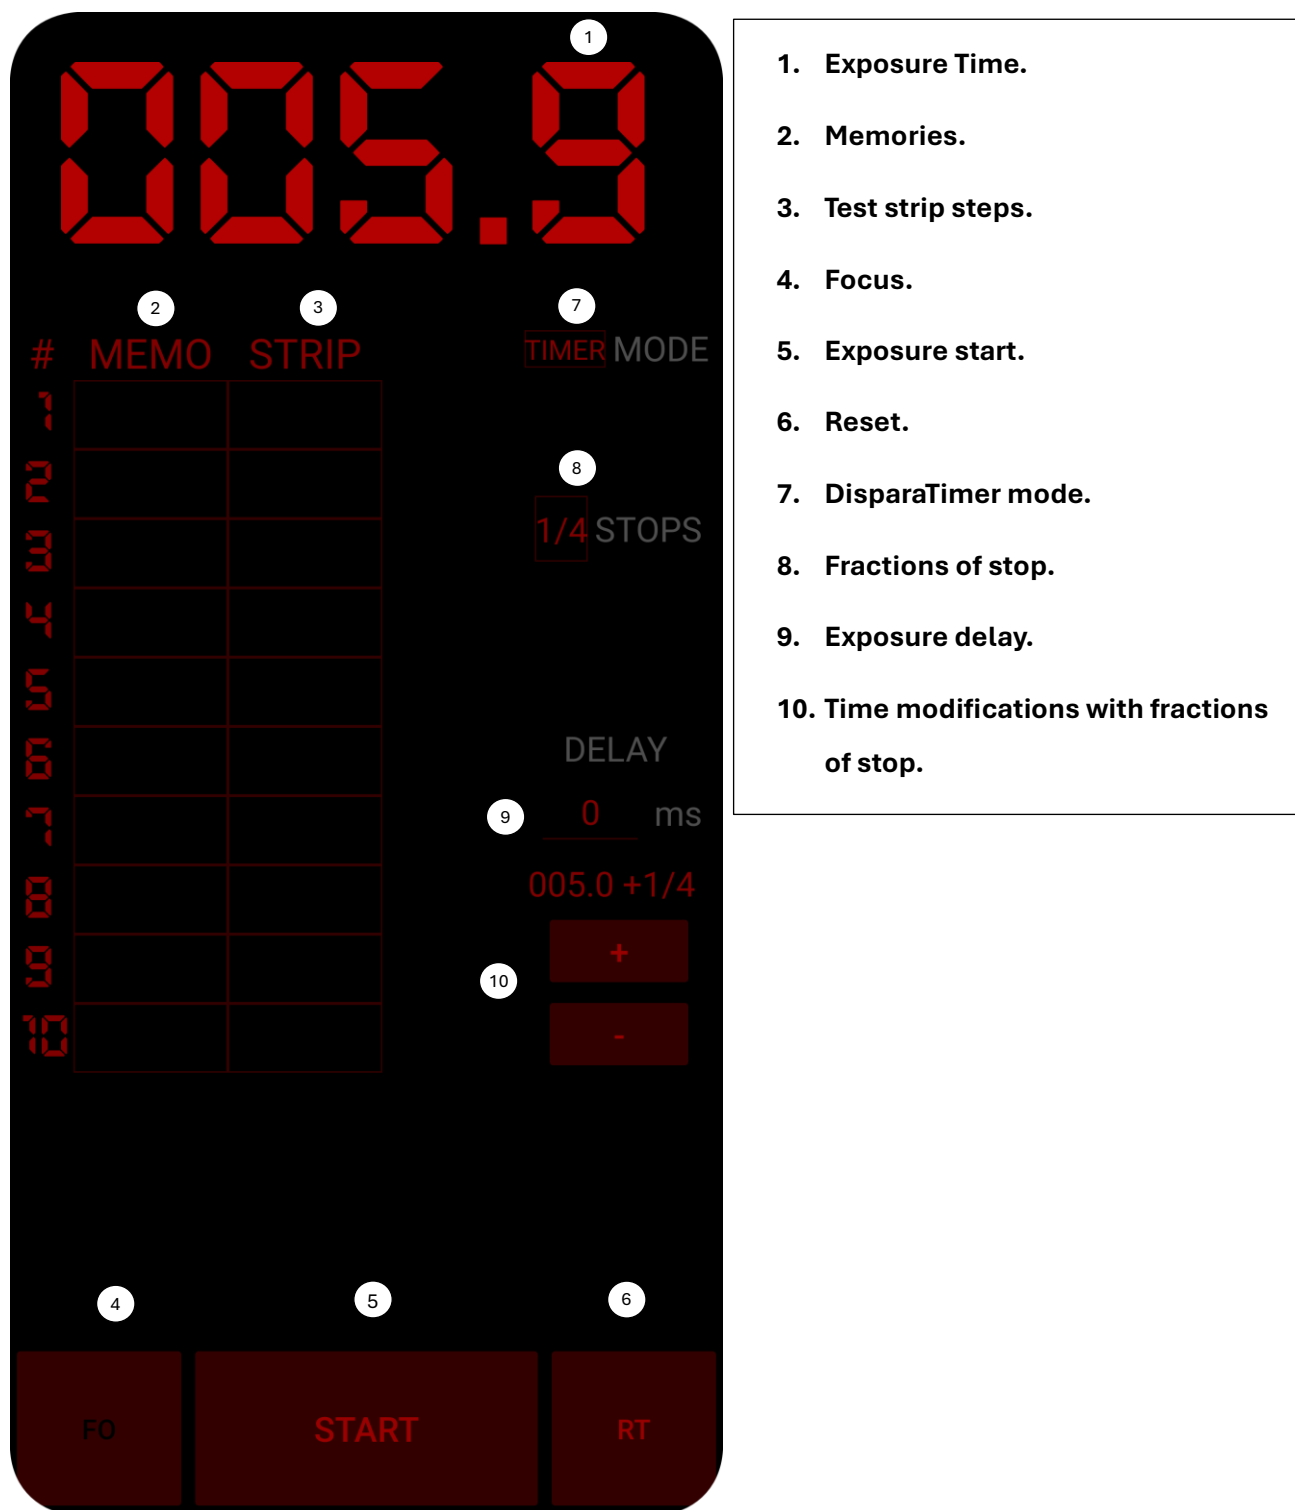 1
005.9
2
3
7
# MEMO STRIP
TIMER MODE
1
2
3
4
5
6
7
8
9
10
8
1/4 STOPS
DELAY
9
0 ms
005.0 +1/4
+
10
-
4
5
6
FO
START
RT
1. Exposure Time.
2. Memories.
3. Test strip steps.
4. Focus.
5. Exposure start.
6. Reset.
7. DisparaTimer mode.
8. Fractions of stop.
9. Exposure delay.
10. Time modifications with fractions
of stop.